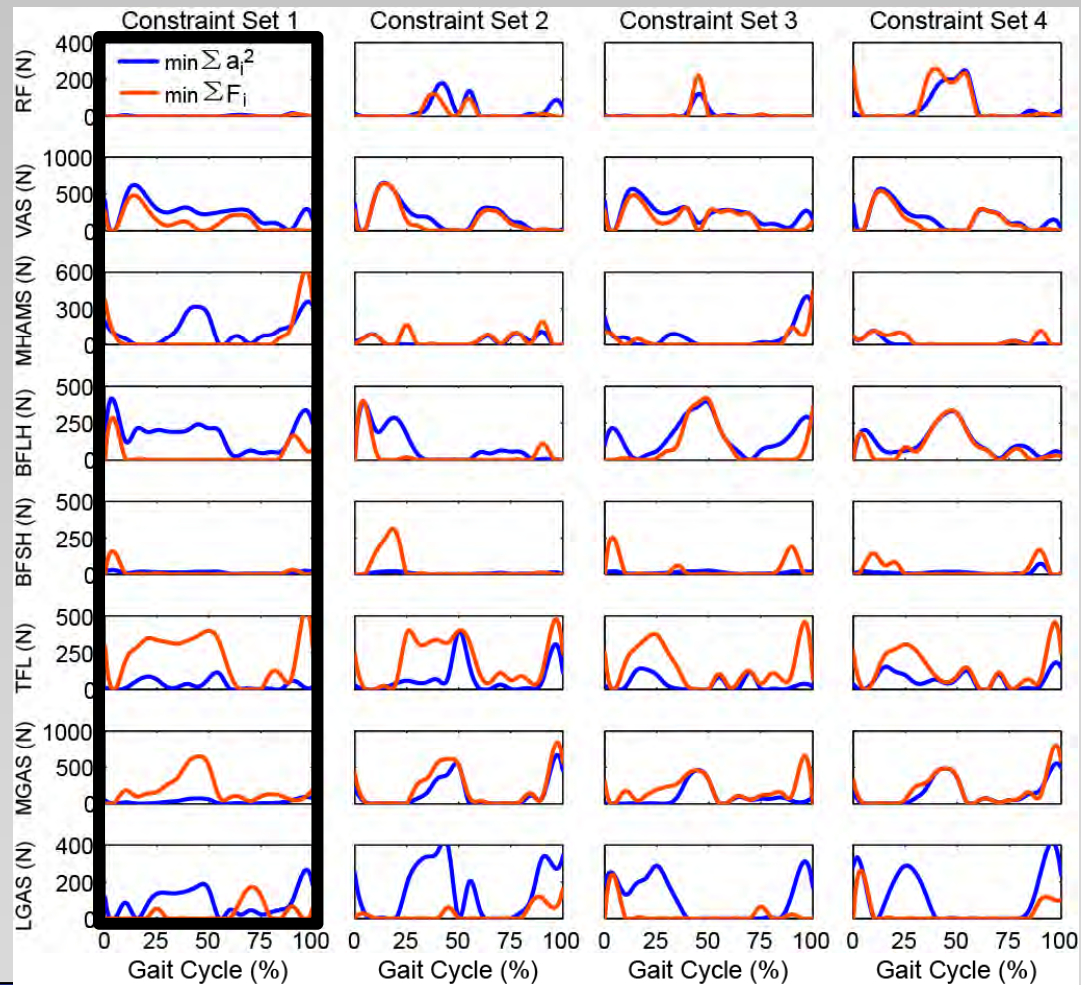 Constraint Set 1 Constraint Set 2 Constraint Set 3 Constraint Set 4
RF (N)
400
200
0
min Σ aᵢ²
min Σ Fᵢ
VAS (N)
1000
500
0
MHAMS (N)
600
300
0
BFLH (N)
500
250
0
BFSH (N)
500
250
0
TFL (N)
500
250
0
MGAS (N)
1000
500
0
LGAS (N)
400
200
0
0 25 50 75 100 0 25 50 75 100 0 25 50 75 100 0 25 50 75 100
Gait Cycle (%) Gait Cycle (%) Gait Cycle (%) Gait Cycle (%)